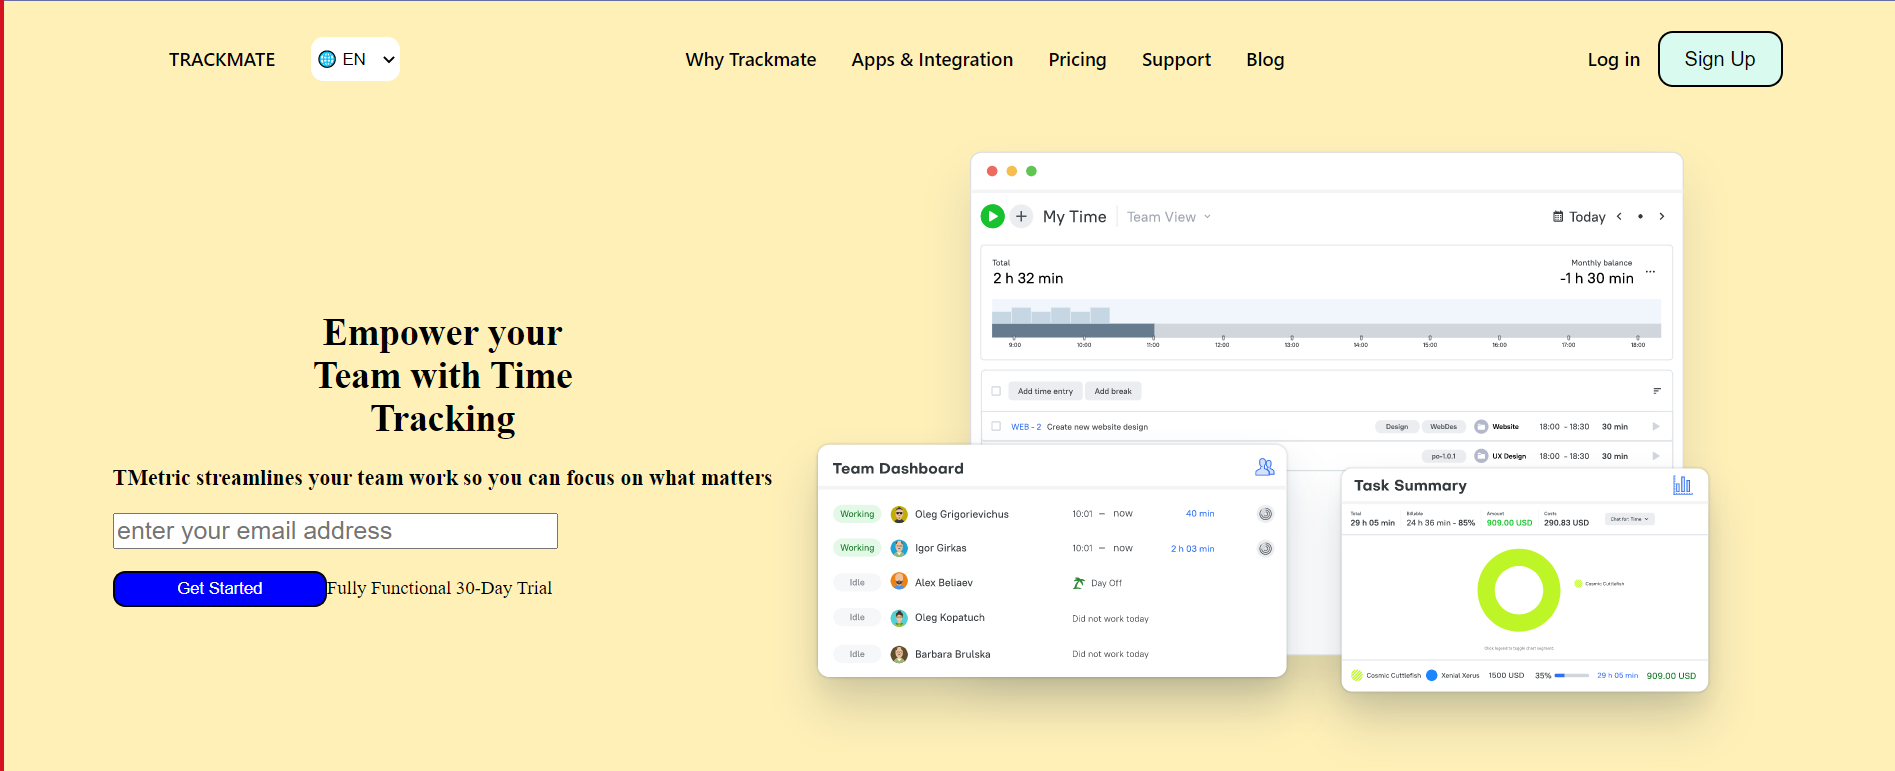 TRACKMATE
EN
Why Trackmate
Apps & Integration
Pricing
Support
Blog
Log in
Sign Up
Empower your
Team with Time
Tracking
TMetric streamlines your team work so you can focus on what matters
enter your email address
Get Started
Fully Functional 30-Day Trial
My Time
Team View
Today
Total
2 h 32 min
Monthly balance
-1 h 30 min
9:00 10:00 11:00 12:00 13:00 14:00 15:00 16:00 17:00 18:00
Add time entry
Add break
WEB - 2 Create new website design Design WebDes Website 18:00 - 18:30 30 min
po-1.0.1 UX Design 18:00 - 18:30 30 min
Team Dashboard
Working Oleg Grigorievichus 10:01 – now 40 min
Working Igor Girkas 10:01 – now 2 h 03 min
Idle Alex Beliaev Day Off
Idle Oleg Kopatuch Did not work today
Idle Barbara Brulska Did not work today
Task Summary
Total Billable Amount Costs
29 h 05 min 24 h 36 min - 85% 909.00 USD 290.83 USD
Chat for: Time
Cosmic Cuttlefish
Click legend to toggle chart segment.
Cosmic Cuttlefish Xenial Xerus 1500 USD 35% 29 h 05 min 909.00 USD